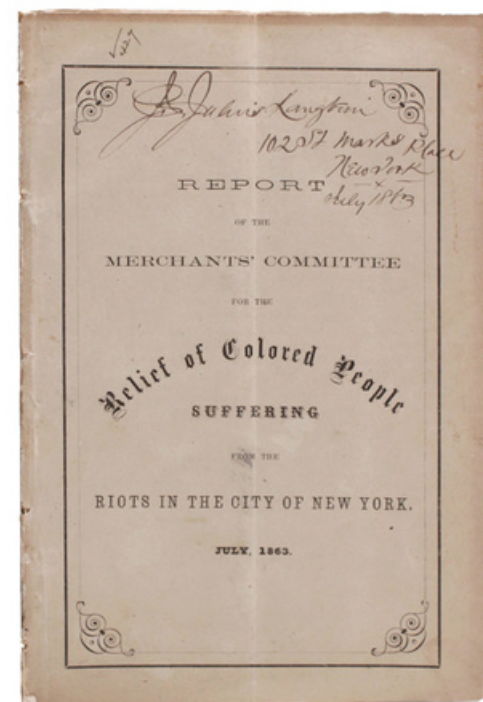 427
102 St Marks Place
New York
July 1863
REPORT
OF THE
MERCHANTS' COMMITTEE
FOR THE
Relief of Colored People
SUFFERING
FROM THE
RIOTS IN THE CITY OF NEW YORK.
JULY, 1863.